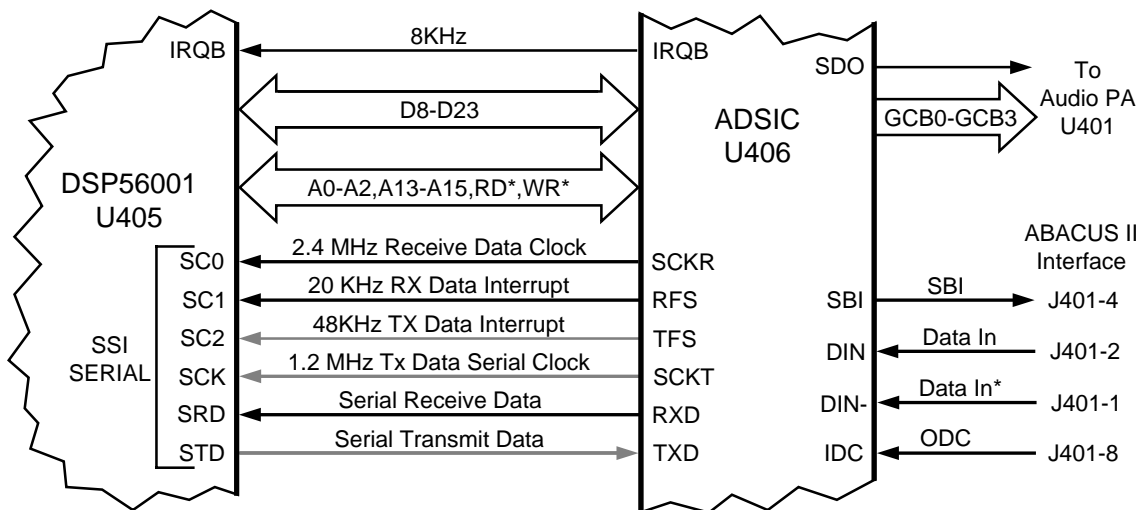 IRQB
8KHz
IRQB
SDO
To
Audio PA
U401
D8-D23
GCB0-GCB3
ADSIC
U406
DSP56001
U405
A0-A2,A13-A15,RD*,WR*
ABACUS II
Interface
SC0
2.4 MHz Receive Data Clock
SCKR
SC1
20 KHz RX Data Interrupt
RFS
SBI
SBI
J401-4
SSI
SERIAL
SC2
48KHz TX Data Interrupt
TFS
DIN
Data In
J401-2
SCK
1.2 MHz Tx Data Serial Clock
SCKT
SRD
Serial Receive Data
RXD
DIN-
Data In*
J401-1
STD
Serial Transmit Data
TXD
IDC
ODC
J401-8